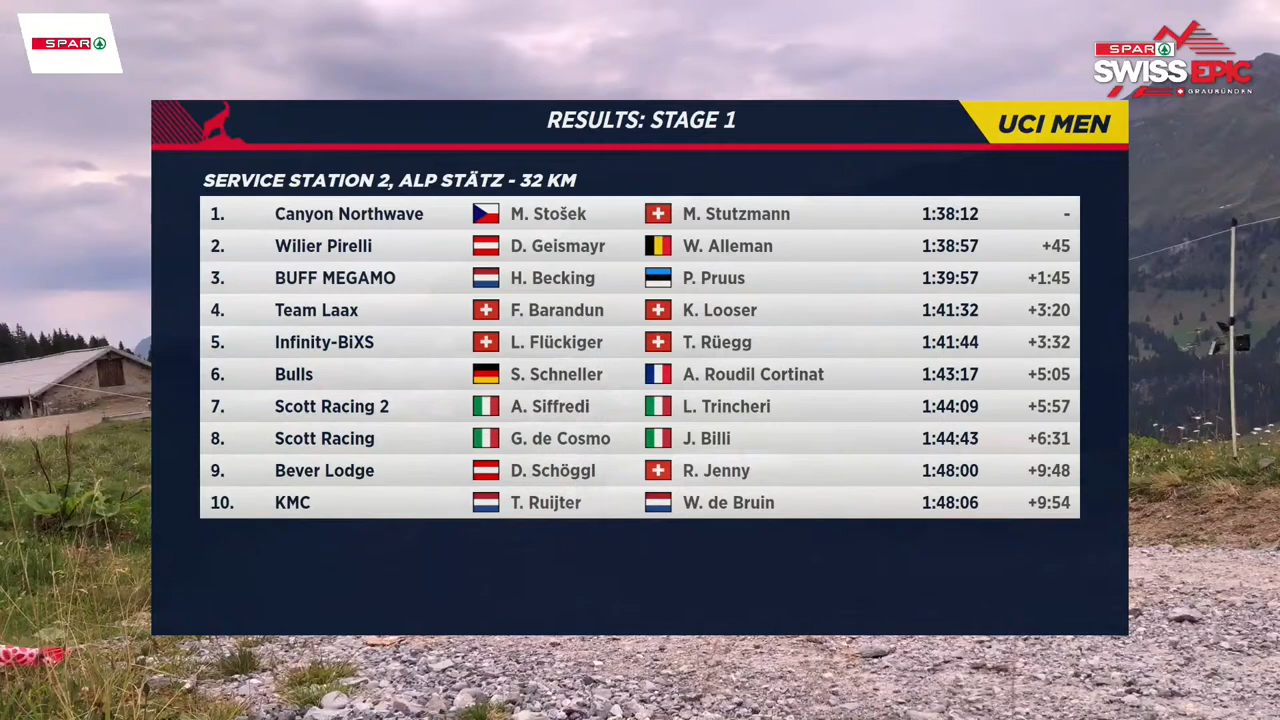 SPAR
SPAR
SWISS EPIC
GRAUBÜNDEN
RESULTS: STAGE 1
UCI MEN
SERVICE STATION 2, ALP STÄTZ - 32 KM
1. Canyon Northwave M. Stošek M. Stutzmann 1:38:12 -
2. Wilier Pirelli D. Geismayr W. Alleman 1:38:57 +45
3. BUFF MEGAMO H. Becking P. Pruus 1:39:57 +1:45
4. Team Laax F. Barandun K. Looser 1:41:32 +3:20
5. Infinity-BiXS L. Flückiger T. Rüegg 1:41:44 +3:32
6. Bulls S. Schneller A. Roudil Cortinat 1:43:17 +5:05
7. Scott Racing 2 A. Siffredi L. Trincheri 1:44:09 +5:57
8. Scott Racing G. de Cosmo J. Billi 1:44:43 +6:31
9. Bever Lodge D. Schöggl R. Jenny 1:48:00 +9:48
10. KMC T. Ruijter W. de Bruin 1:48:06 +9:54